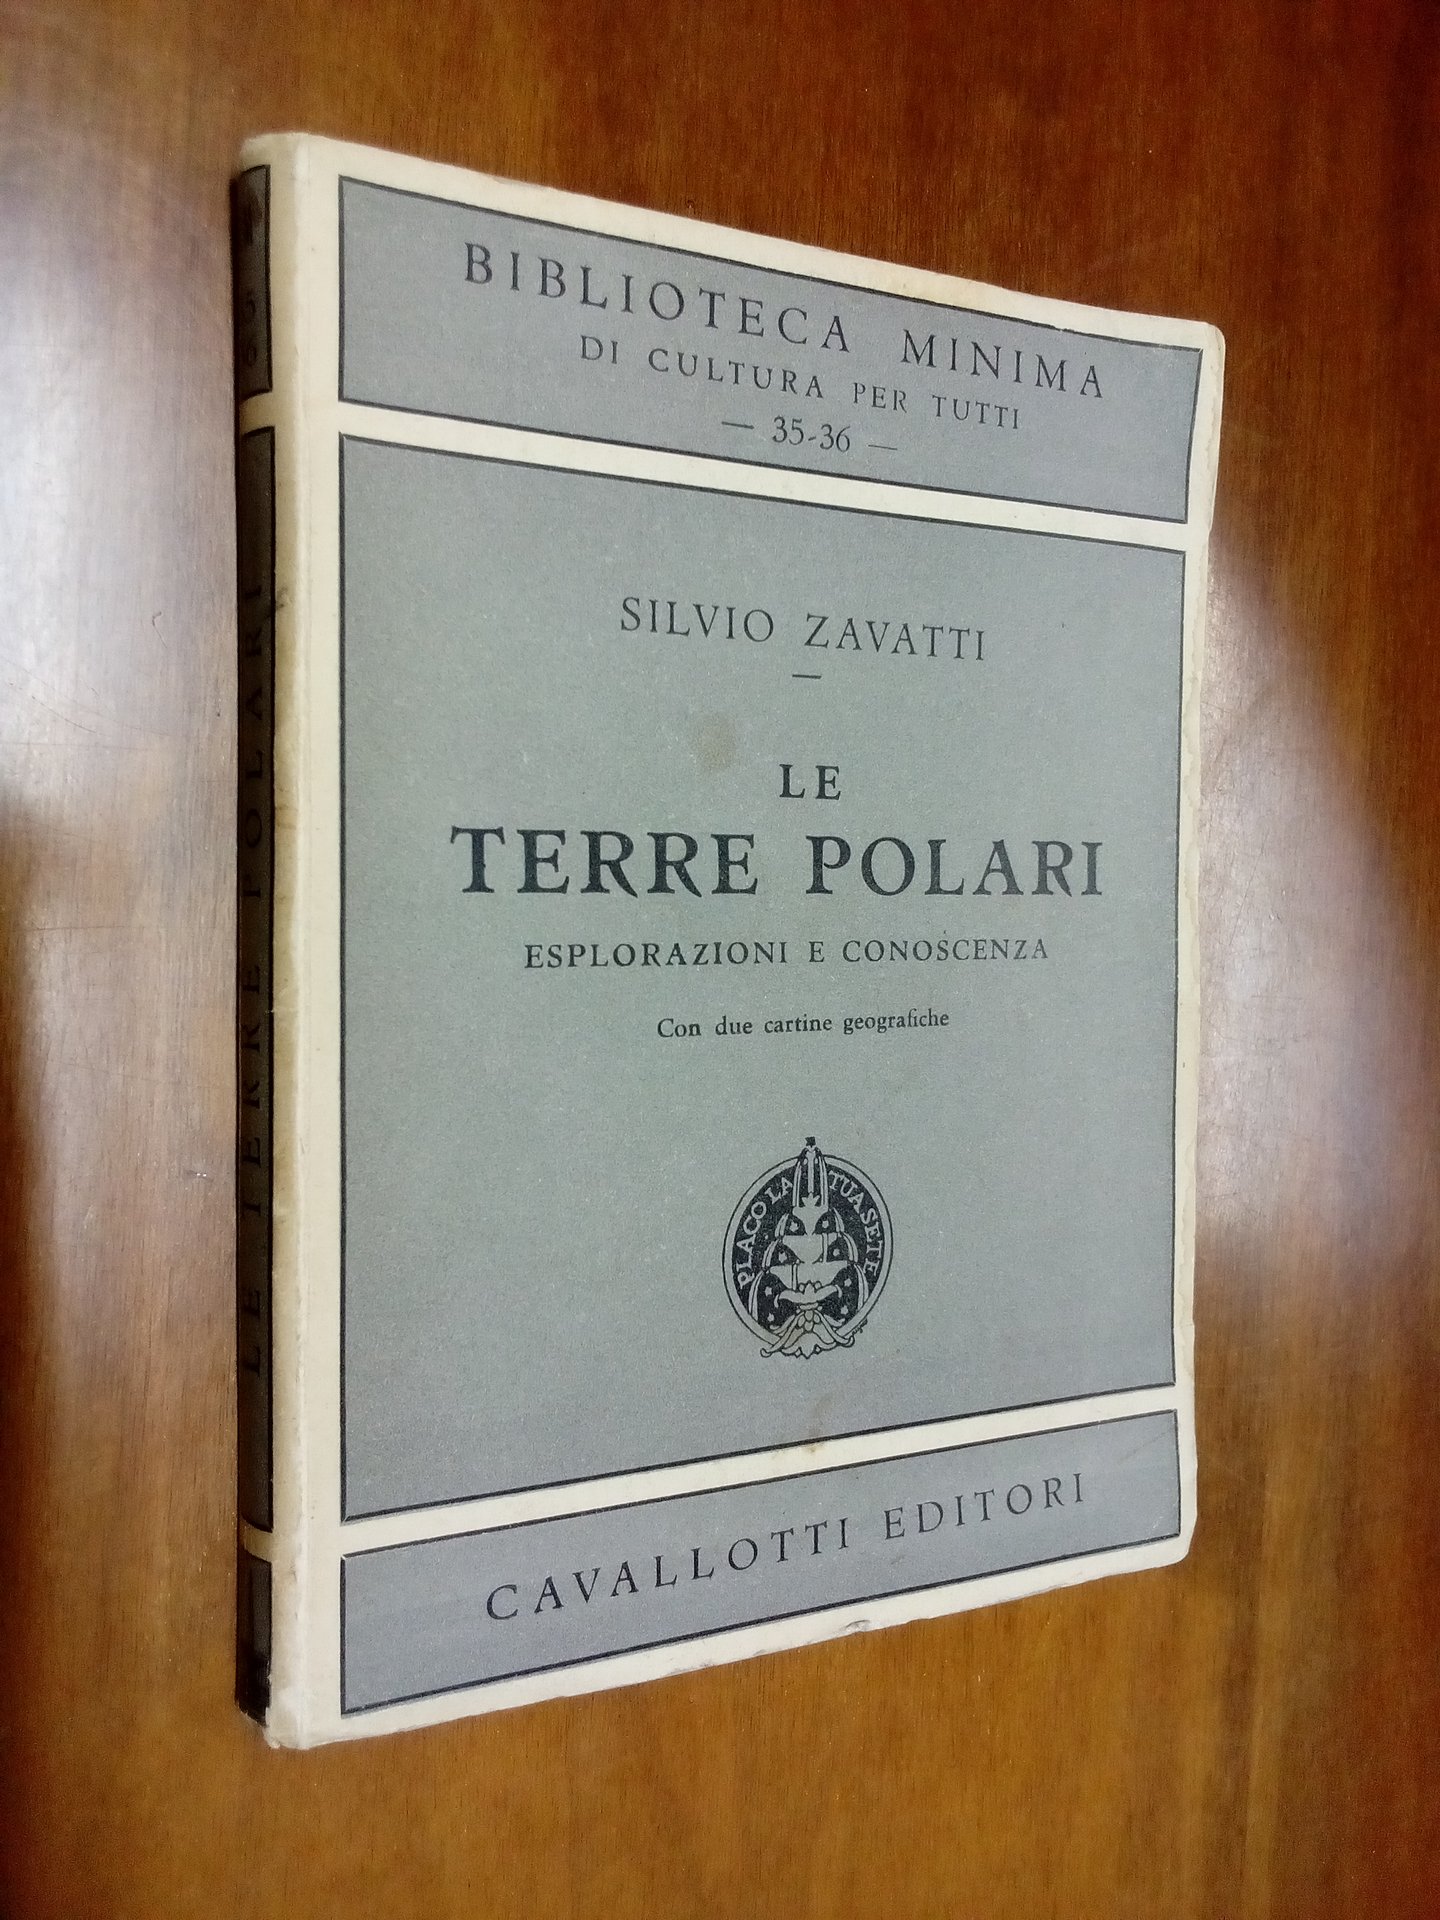 BIBLIOTECA MINIMA
DI CULTURA PER TUTTI
— 35-36 —
SILVIO ZAVATTI
LE
TERRE POLARI
ESPLORAZIONI E CONOSCENZA
Con due cartine geografiche
PLACO LA TUA SETE
CAVALLOTTI EDITORI
LE TERRE POLARI